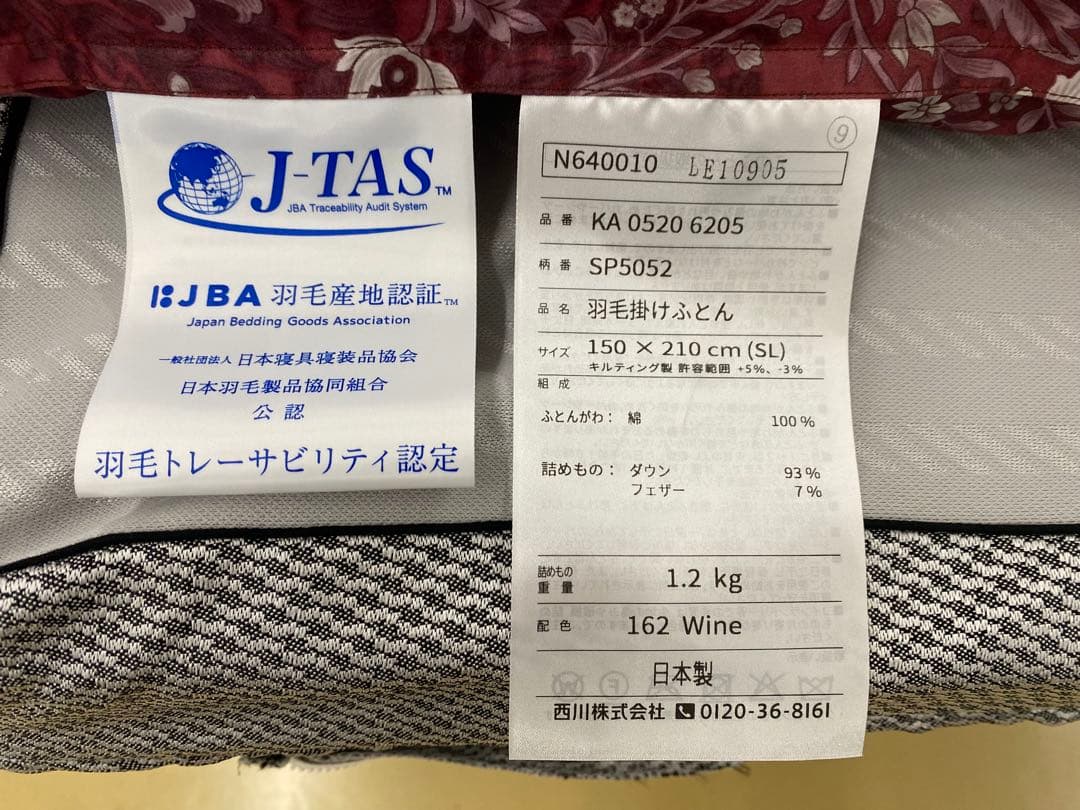 J-TAS™
JBA Traceability Audit System
JBA 羽毛産地認証™
Japan Bedding Goods Association
一般社団法人 日本寝具寝装品協会
日本羽毛製品協同組合
公認
羽毛トレーサビリティ認定
⑨
N640010 LE10905
品番 KA 0520 6205
柄番 SP5052
品名 羽毛掛けふとん
サイズ 150 × 210 cm (SL)
キルティング製 許容範囲 +5%、-3%
組成
ふとんがわ: 綿 100%
詰めもの: ダウン 93%
フェザー 7%
詰めもの重量 1.2 kg
配色 162 Wine
日本製
西川株式会社 0120-36-8161